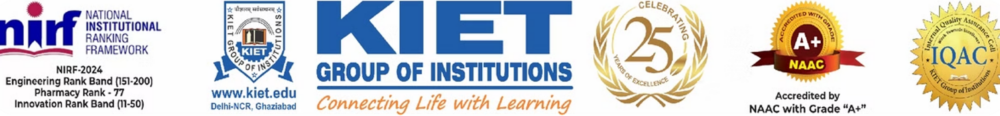 nirf
NATIONAL
INSTITUTIONAL
RANKING
FRAMEWORK
NIRF-2024
Engineering Rank Band (151-200)
Pharmacy Rank - 77
Innovation Rank Band (11-50)
कौशलम् सर्वसाधनम्
KIET GROUP OF INSTITUTIONS
KIET
www.kiet.edu
Delhi-NCR, Ghaziabad
KIET
GROUP OF INSTITUTIONS
Connecting Life with Learning
CELEBRATING
25
YEARS OF EXCELLENCE
ACCREDITED WITH GRADE
A+
NAAC
Accredited by
NAAC with Grade “A+”
Internal Quality Assurance Cell
Work Towards Excellence
IQAC
KIET Group of Institutions